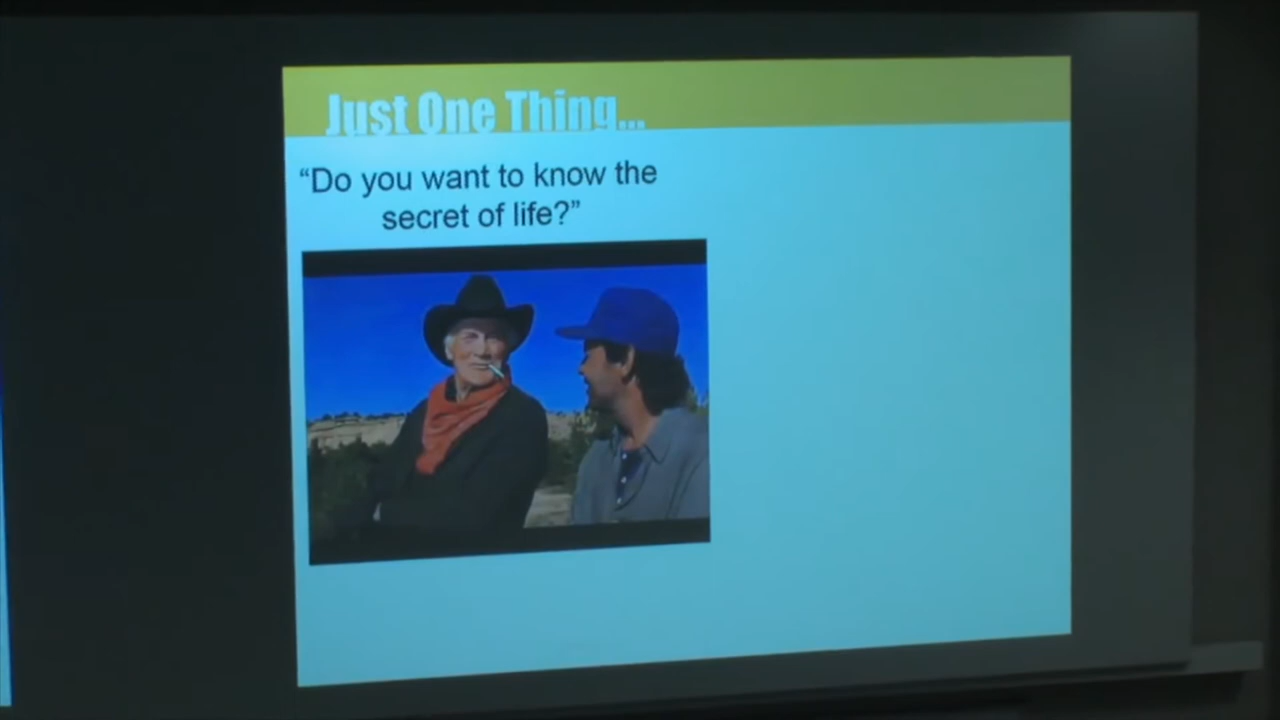 Just One Thing...
“Do you want to know the
secret of life?”